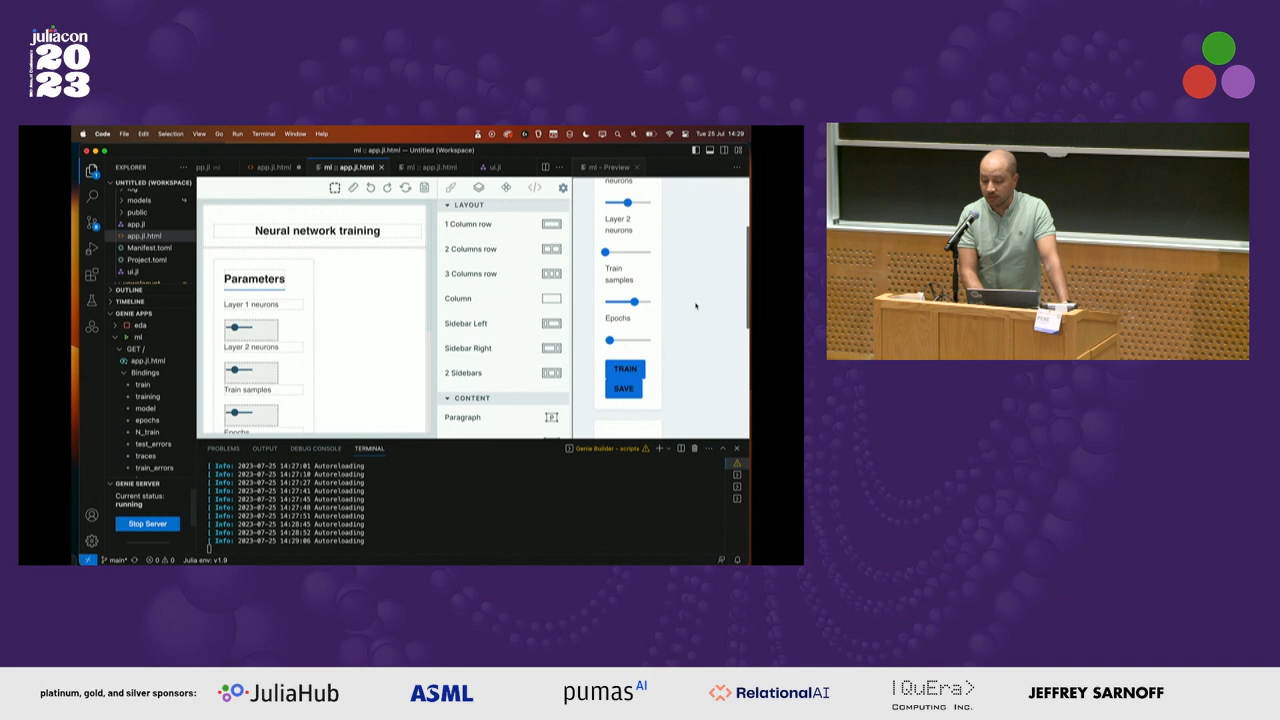 juliacon
20
23
Code File Edit Selection View Go Run Terminal Window Help
Tue 25 Jul 14:29
ml :: app.jl.html — Untitled (Workspace)
EXPLORER
app.jl.html
ml :: app.jl.html
ml :: app.jl.html
ui.jl
ml - Preview
UNTITLED (WORKSPACE)
models
public
app.jl
app.jl.html
Manifest.toml
Project.toml
ui.jl
OUTLINE
TIMELINE
GENIE APPS
eda
ml
GET /
app.jl.html
Bindings
train
training
model
epochs
N_train
test_errors
traces
train_errors
GENIE SERVER
Current status:
running
Stop Server
Neural network training
Parameters
Layer 1 neurons
Layer 2 neurons
Train samples
Epochs
LAYOUT
1 Column row
2 Columns row
3 Columns row
Column
Sidebar Left
Sidebar Right
2 Sidebars
CONTENT
Paragraph
neurons
Layer 2
neurons
Train
samples
Epochs
TRAIN
SAVE
PROBLEMS OUTPUT DEBUG CONSOLE TERMINAL
Genie Builder - scripts
[ Info: 2023-07-25 14:27:01 Autoreloading
[ Info: 2023-07-25 14:27:10 Autoreloading
[ Info: 2023-07-25 14:27:27 Autoreloading
[ Info: 2023-07-25 14:27:41 Autoreloading
[ Info: 2023-07-25 14:27:45 Autoreloading
[ Info: 2023-07-25 14:27:48 Autoreloading
[ Info: 2023-07-25 14:27:51 Autoreloading
[ Info: 2023-07-25 14:28:45 Autoreloading
[ Info: 2023-07-25 14:28:52 Autoreloading
[ Info: 2023-07-25 14:29:06 Autoreloading
main* 0 0 Julia env: v1.9
platinum, gold, and silver sponsors:
JuliaHub
ASML
pumas AI
RelationalAI
|QuEra>
COMPUTING INC.
JEFFREY SARNOFF